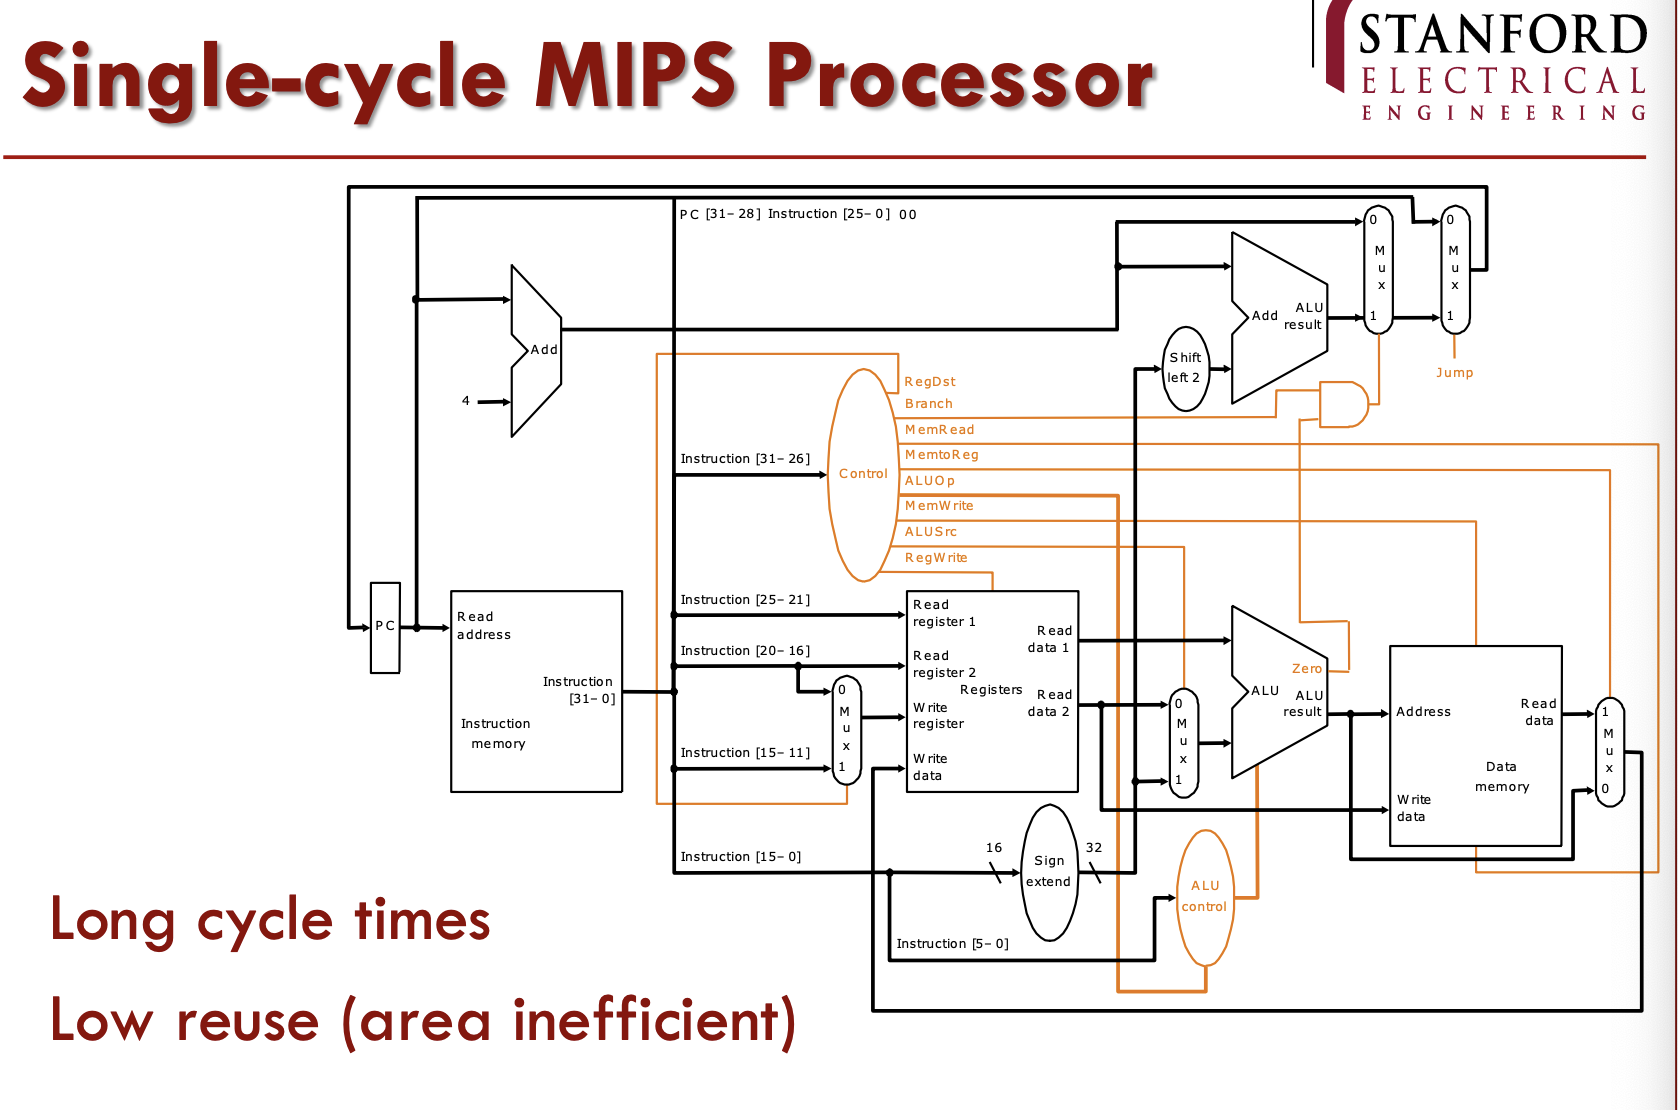 Single-cycle MIPS Processor
STANFORD
ELECTRICAL
ENGINEERING
PC [31–28] Instruction [25–0] 00
0
M
u
x
1
0
M
u
x
1
Add
ALU
result
Add
4
Shift
left 2
Jump
RegDst
Branch
MemRead
MemtoReg
ALUOp
MemWrite
ALUSrc
RegWrite
Instruction [31–26]
Control
PC
Read
address
Instruction
[31–0]
Instruction
memory
Instruction [25–21]
Instruction [20–16]
Instruction [15–11]
0
M
u
x
1
Read
register 1
Read
register 2
Write
register
Write
data
Registers
Read
data 1
Read
data 2
0
M
u
x
1
Zero
ALU
ALU
result
Address
Write
data
Read
data
Data
memory
1
M
u
x
0
Instruction [15–0]
16
Sign
extend
32
ALU
control
Instruction [5–0]
Long cycle times
Low reuse (area inefficient)